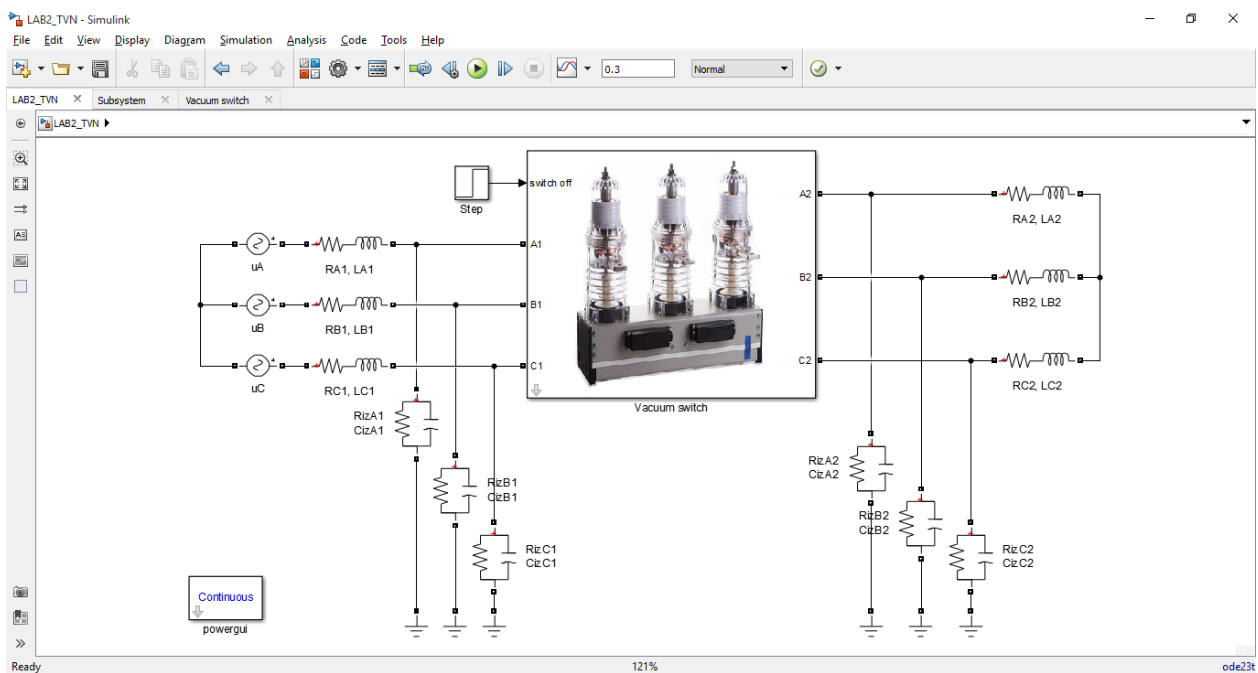 LAB2_TVN - Simulink
File Edit View Display Diagram Simulation Analysis Code Tools Help
0.3 Normal
LAB2_TVN Subsystem Vacuum switch
LAB2_TVN
Step
switch off
A1
B1
C1
A2
B2
C2
Vacuum switch
uA
RA1, LA1
uB
RB1, LB1
uC
RC1, LC1
RA2, LA2
RB2, LB2
RC2, LC2
RizA1
CizA1
RizB1
CizB1
RizC1
CizC1
RizA2
CizA2
RizB2
CizB2
RizC2
CizC2
Continuous
powergui
Ready 121% ode23t